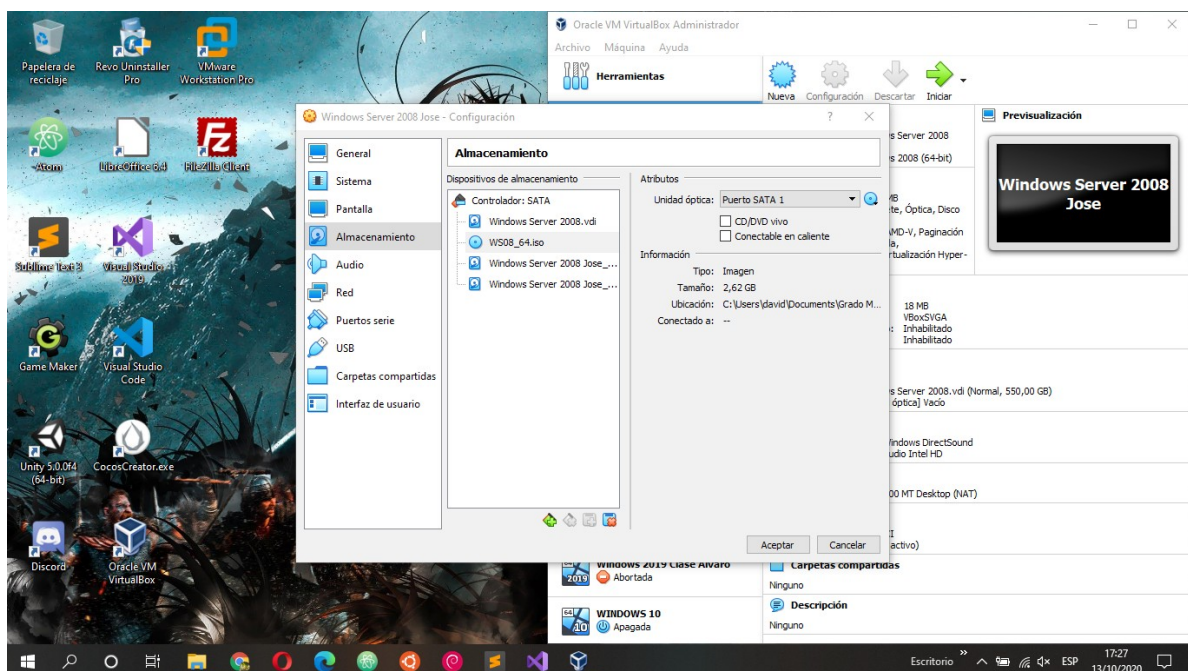 Papelera de
reciclaje
Revo Uninstaller
Pro
VMware
Workstation Pro
Atom
LibreOffice 6.4
FileZilla Client
Sublime Text 3
Visual Studio
2019
Game Maker
Visual Studio
Code
Unity 5.0.0f4
(64-bit)
CocosCreator.exe
Discord
Oracle VM
VirtualBox
Oracle VM VirtualBox Administrador
Archivo Máquina Ayuda
Herramientas
Nueva Configuración Descartar Iniciar
Windows Server 2008 Jose - Configuración
? ×
General
Sistema
Pantalla
Almacenamiento
Audio
Red
Puertos serie
USB
Carpetas compartidas
Interfaz de usuario
Almacenamiento
Dispositivos de almacenamiento
Controlador: SATA
Windows Server 2008.vdi
WS08_64.iso
Windows Server 2008 Jose_...
Windows Server 2008 Jose_...
Atributos
Unidad óptica: Puerto SATA 1
CD/DVD vivo
Conectable en caliente
Información
Tipo: Imagen
Tamaño: 2,62 GB
Ubicación: C:\Users\david\Documents\Grado M...
Conectado a: --
Aceptar Cancelar
Previsualización
Windows Server 2008
Jose
s Server 2008
s 2008 (64-bit)
MB
te, Óptica, Disco
AMD-V, Paginación
da,
rtualización Hyper-
18 MB
VBoxSVGA
: Inhabilitado
Inhabilitado
s Server 2008.vdi (Normal, 550,00 GB)
óptica] Vacío
Windows DirectSound
udio Intel HD
00 MT Desktop (NAT)
activo)
Windows 2019 Clase Alvaro
2019
Abortada
64
WINDOWS 10
10
Apagada
Carpetas compartidas
Ninguno
Descripción
Ninguno
Escritorio
ESP
17:27
13/10/2020